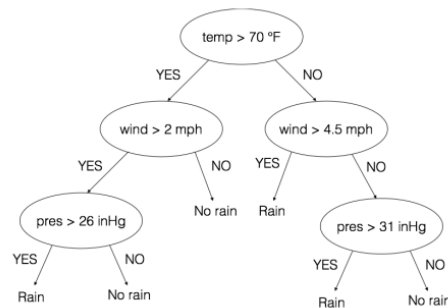 temp > 70 ºF
YES
NO
wind > 2 mph
wind > 4.5 mph
YES
NO
YES
NO
pres > 26 inHg
No rain
Rain
pres > 31 inHg
YES
NO
YES
NO
Rain
No rain
Rain
No rain